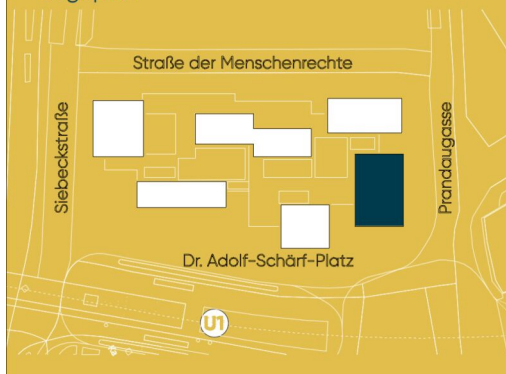 Straße der Menschenrechte
Siebeckstraße
Prandaugasse
Dr. Adolf-Schärf-Platz
U1